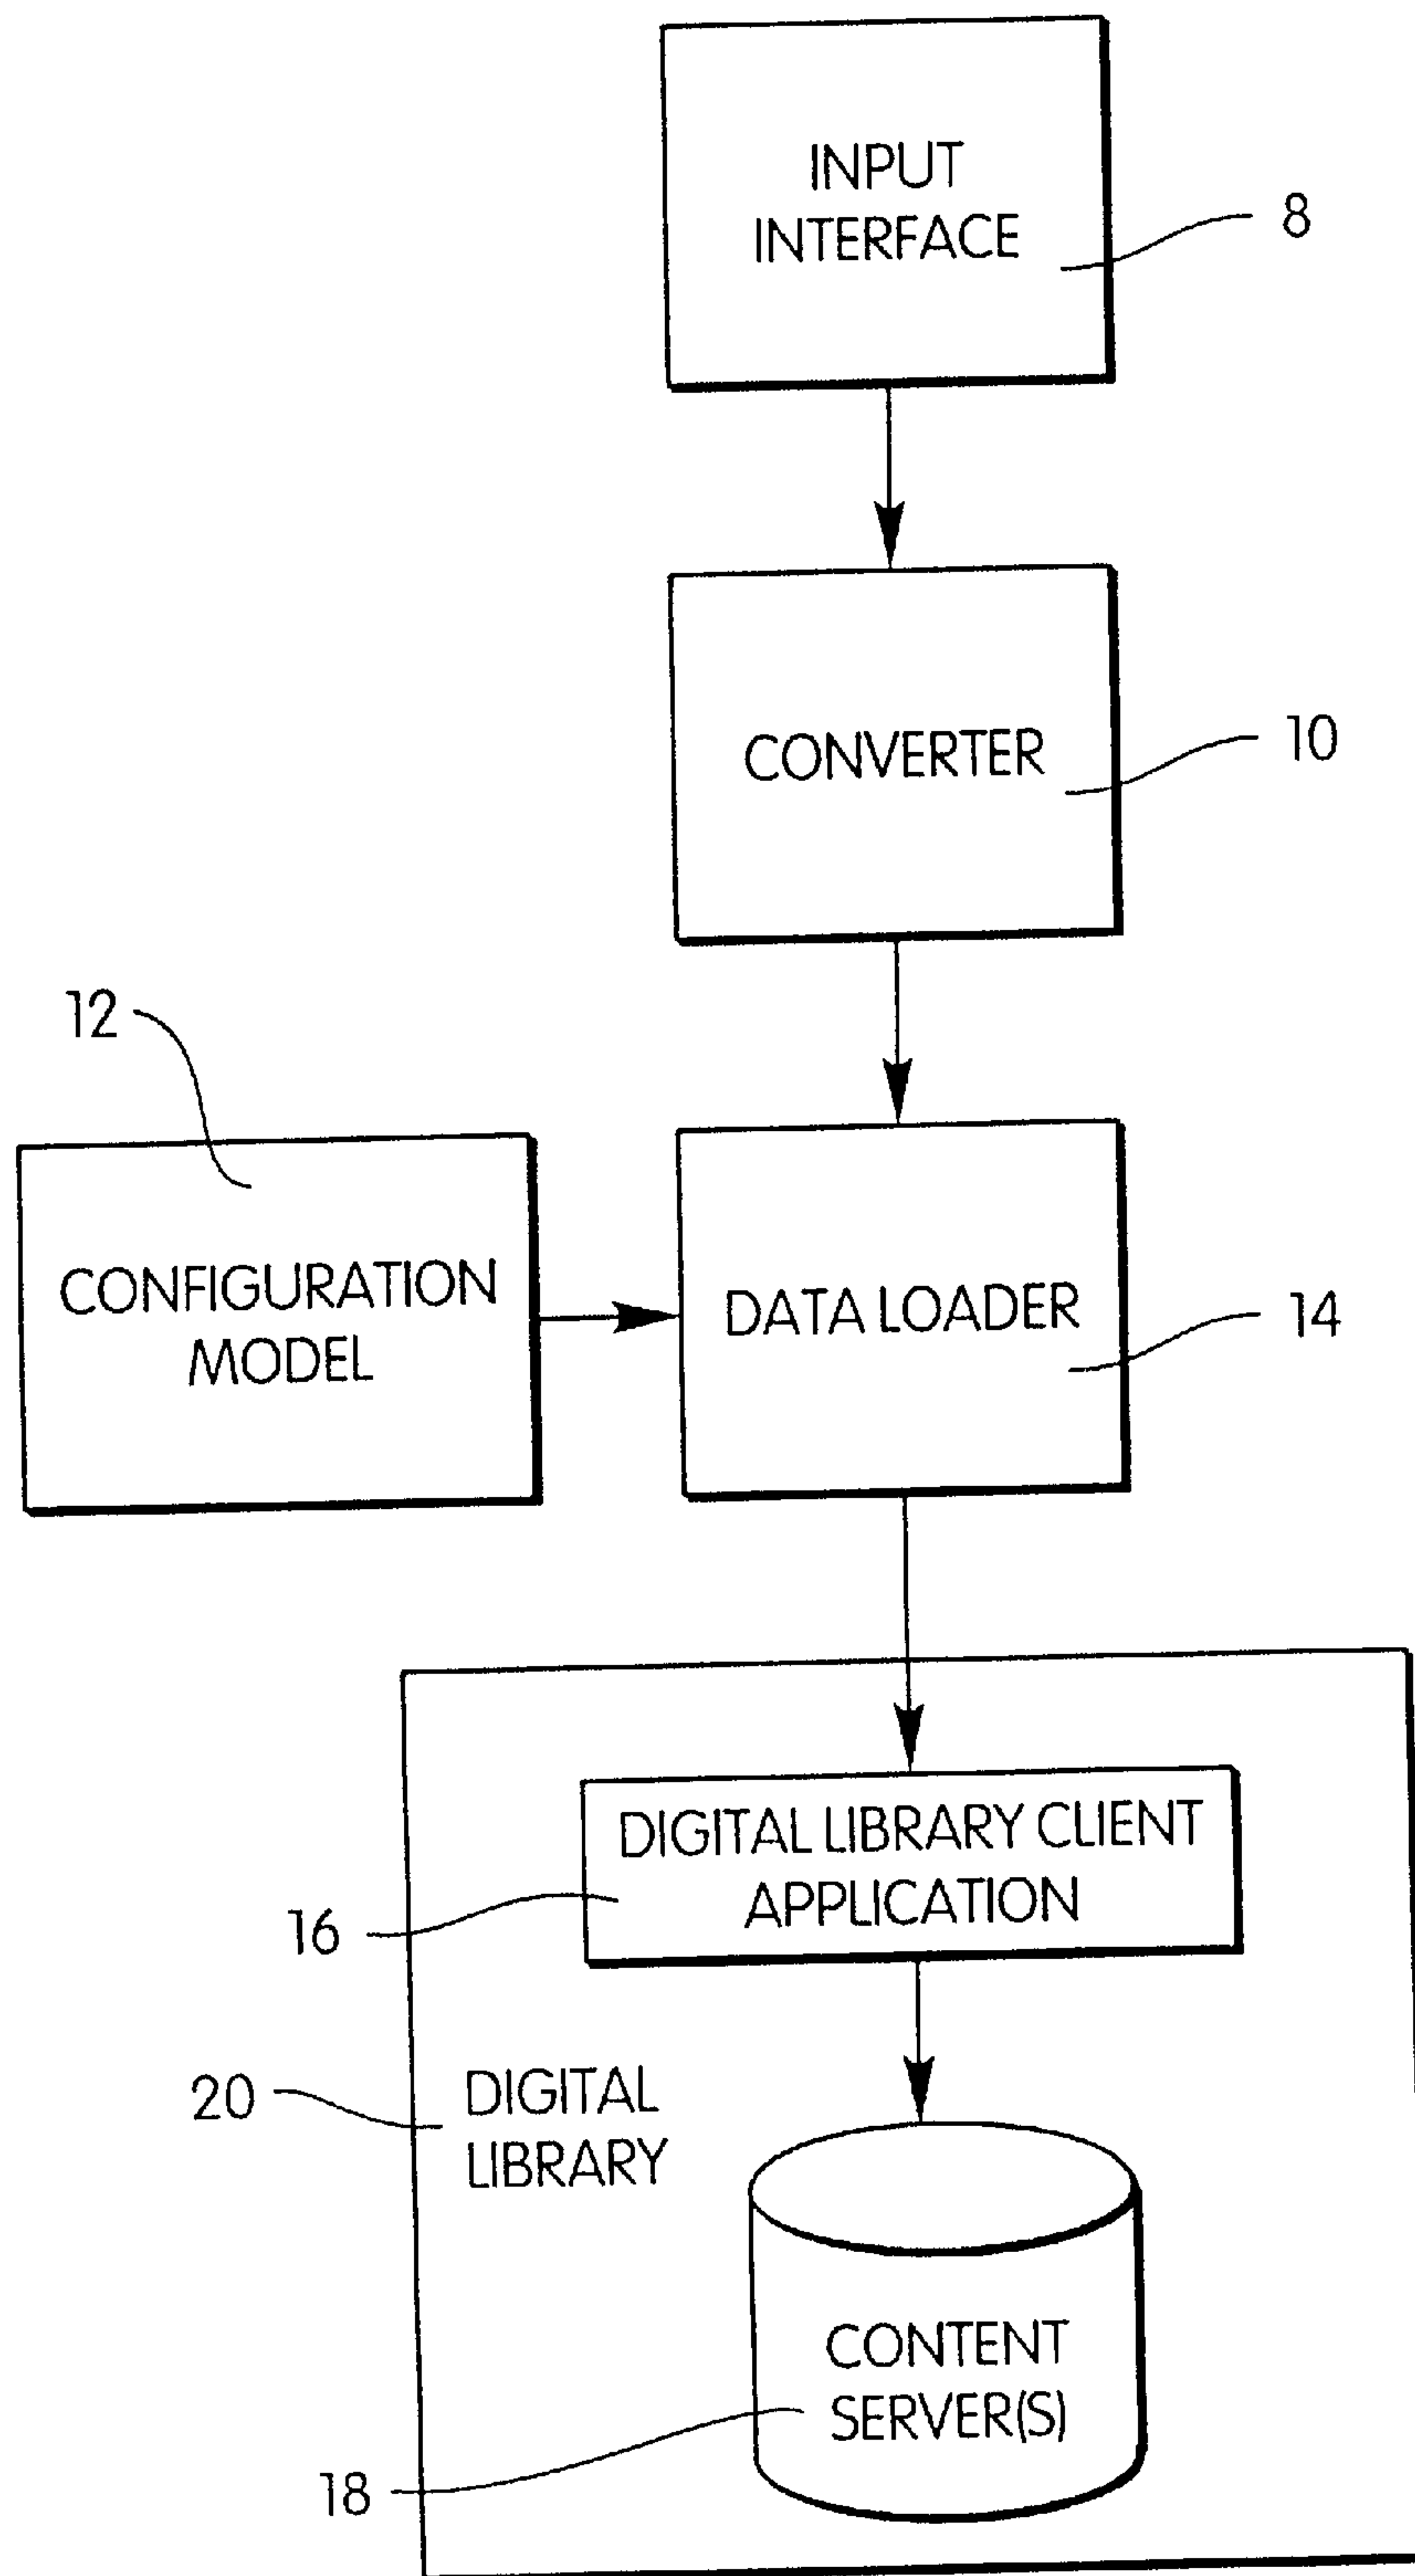 INPUT
INTERFACE
8
CONVERTER
10
12
CONFIGURATION
MODEL
DATA LOADER
14
DIGITAL LIBRARY CLIENT
APPLICATION
16
20
DIGITAL
LIBRARY
CONTENT
SERVER(S)
18